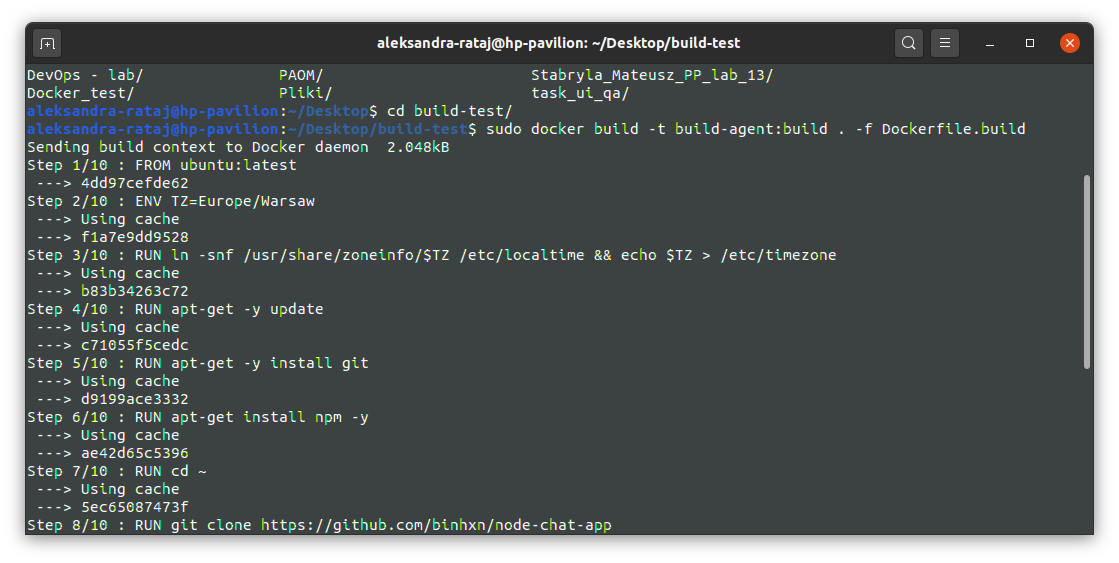 aleksandra-rataj@hp-pavilion: ~/Desktop/build-test
DevOps - lab/ PAOM/ Stabryla_Mateusz_PP_lab_13/
Docker_test/ Pliki/ task_ui_qa/
aleksandra-rataj@hp-pavilion:~/Desktop$ cd build-test/
aleksandra-rataj@hp-pavilion:~/Desktop/build-test$ sudo docker build -t build-agent:build . -f Dockerfile.build
Sending build context to Docker daemon  2.048kB
Step 1/10 : FROM ubuntu:latest
 ---> 4dd97cefde62
Step 2/10 : ENV TZ=Europe/Warsaw
 ---> Using cache
 ---> f1a7e9dd9528
Step 3/10 : RUN ln -snf /usr/share/zoneinfo/$TZ /etc/localtime && echo $TZ > /etc/timezone
 ---> Using cache
 ---> b83b34263c72
Step 4/10 : RUN apt-get -y update
 ---> Using cache
 ---> c71055f5cedc
Step 5/10 : RUN apt-get -y install git
 ---> Using cache
 ---> d9199ace3332
Step 6/10 : RUN apt-get install npm -y
 ---> Using cache
 ---> ae42d65c5396
Step 7/10 : RUN cd ~
 ---> Using cache
 ---> 5ec65087473f
Step 8/10 : RUN git clone https://github.com/binhxn/node-chat-app